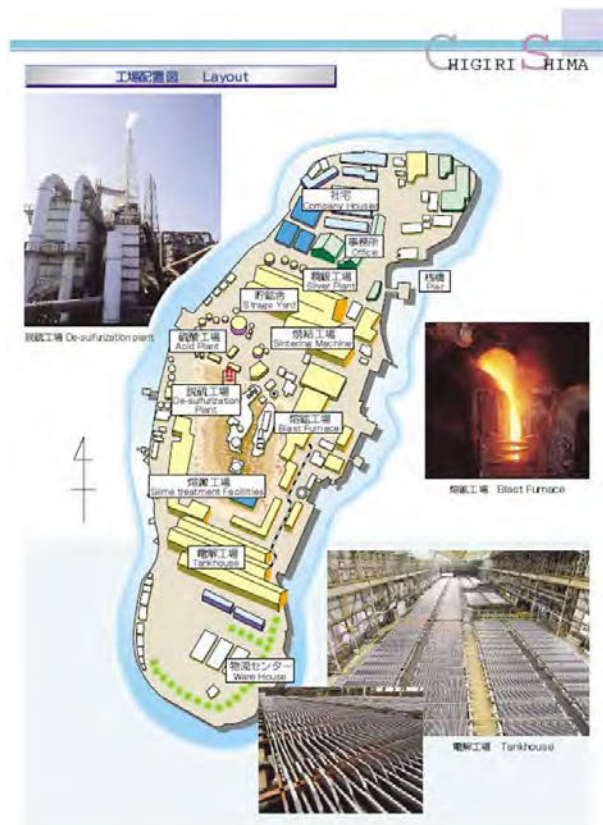 CHIGIRI SHIMA
工場配置図 Layout
社宅
Company Houses
事務所
Office
精銀工場
Silver Plant
桟橋
Pier
貯鉱舎
Strage Yard
焼結工場
Sintering Machine
硫酸工場
Acid Plant
脱硫工場 De-sulfurization plant
脱硫工場
De-sulfurization
Plant
熔鉱工場
Blast Furnace
熔鉱工場 Blast Furnace
Slime treatment Facilities
電解工場
Tankhouse
物流センター
Ware House
電解工場 Tankhouse